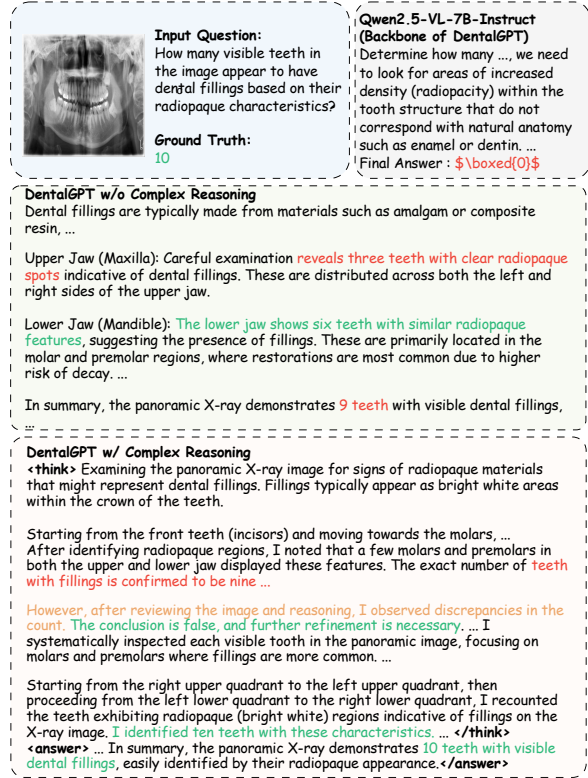 Input Question:
How many visible teeth in
the image appear to have
dental fillings based on their
radiopaque characteristics?
Ground Truth:
10
Qwen2.5-VL-7B-Instruct
(Backbone of DentalGPT)
Determine how many ..., we need
to look for areas of increased
density (radiopacity) within the
tooth structure that do not
correspond with natural anatomy
such as enamel or dentin. ...
Final Answer : $\boxed{0}$
DentalGPT w/o Complex Reasoning
Dental fillings are typically made from materials such as amalgam or composite
resin, ...
Upper Jaw (Maxilla): Careful examination reveals three teeth with clear radiopaque
spots indicative of dental fillings. These are distributed across both the left and
right sides of the upper jaw.
Lower Jaw (Mandible): The lower jaw shows six teeth with similar radiopaque
features, suggesting the presence of fillings. These are primarily located in the
molar and premolar regions, where restorations are most common due to higher
risk of decay. ...
In summary, the panoramic X-ray demonstrates 9 teeth with visible dental fillings,
...
DentalGPT w/ Complex Reasoning
<think> Examining the panoramic X-ray image for signs of radiopaque materials
that might represent dental fillings. Fillings typically appear as bright white areas
within the crown of the teeth.
Starting from the front teeth (incisors) and moving towards the molars, ...
After identifying radiopaque regions, I noted that a few molars and premolars in
both the upper and lower jaw displayed these features. The exact number of teeth
with fillings is confirmed to be nine ...
However, after reviewing the image and reasoning, I observed discrepancies in the
count. The conclusion is false, and further refinement is necessary. ... I
systematically inspected each visible tooth in the panoramic image, focusing on
molars and premolars where fillings are more common. ...
Starting from the right upper quadrant to the left upper quadrant, then
proceeding from the left lower quadrant to the right lower quadrant, I recounted
the teeth exhibiting radiopaque (bright white) regions indicative of fillings on the
X-ray image. I identified ten teeth with these characteristics. ... </think>
<answer> ... In summary, the panoramic X-ray demonstrates 10 teeth with visible
dental fillings, easily identified by their radiopaque appearance.</answer>